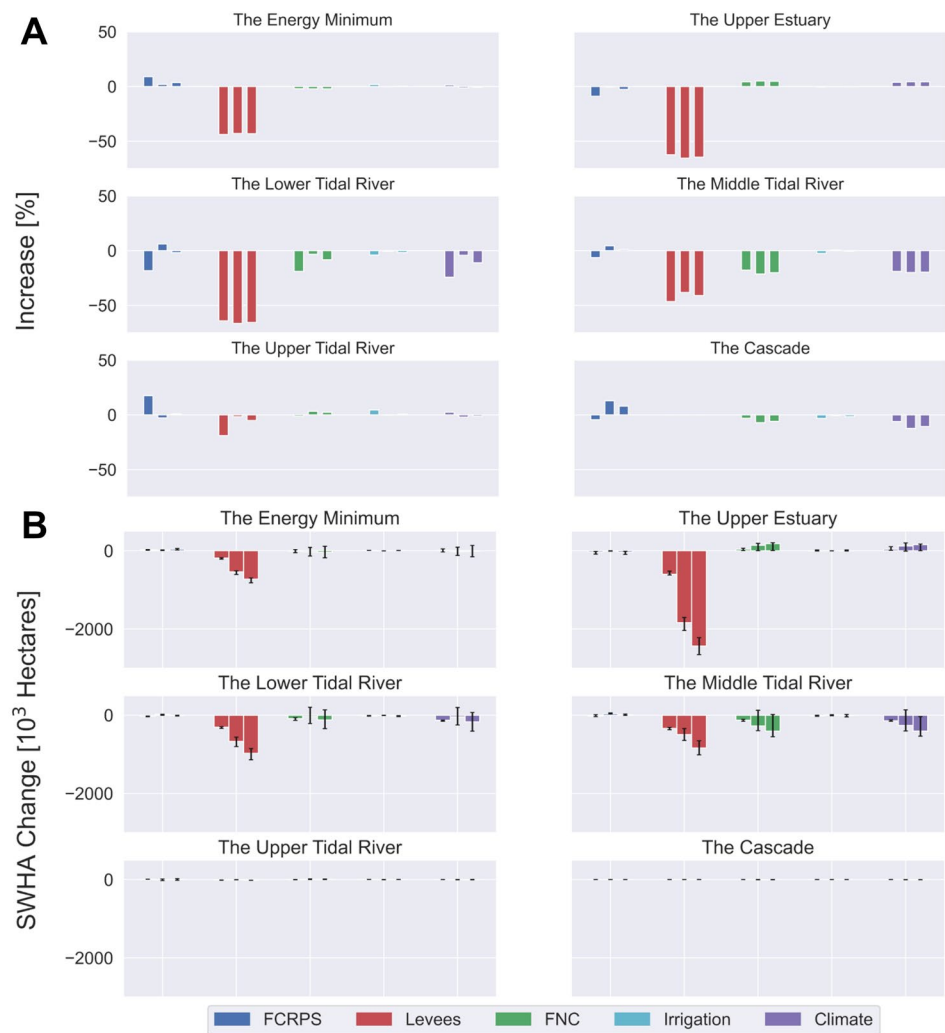 A
The Energy Minimum
The Upper Estuary
50
0
−50
The Lower Tidal River
The Middle Tidal River
50
0
−50
Increase [%]
The Upper Tidal River
The Cascade
50
0
−50
B
The Energy Minimum
The Upper Estuary
0
−2000
The Lower Tidal River
The Middle Tidal River
0
−2000
SWHA Change [10³ Hectares]
The Upper Tidal River
The Cascade
0
−2000
FCRPS Levees FNC Irrigation Climate